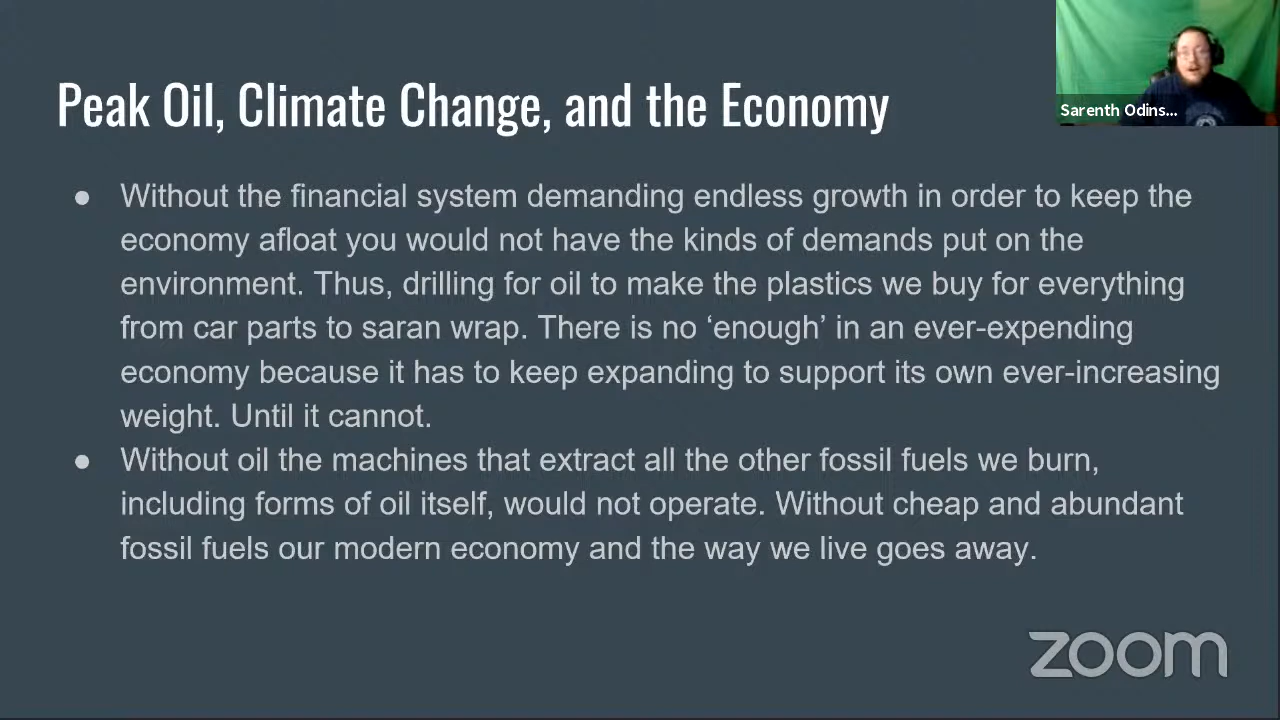 Peak Oil, Climate Change, and the Economy
Sarenth Odins...
● Without the financial system demanding endless growth in order to keep the
economy afloat you would not have the kinds of demands put on the
environment. Thus, drilling for oil to make the plastics we buy for everything
from car parts to saran wrap. There is no ‘enough’ in an ever-expending
economy because it has to keep expanding to support its own ever-increasing
weight. Until it cannot.
● Without oil the machines that extract all the other fossil fuels we burn,
including forms of oil itself, would not operate. Without cheap and abundant
fossil fuels our modern economy and the way we live goes away.
zoom